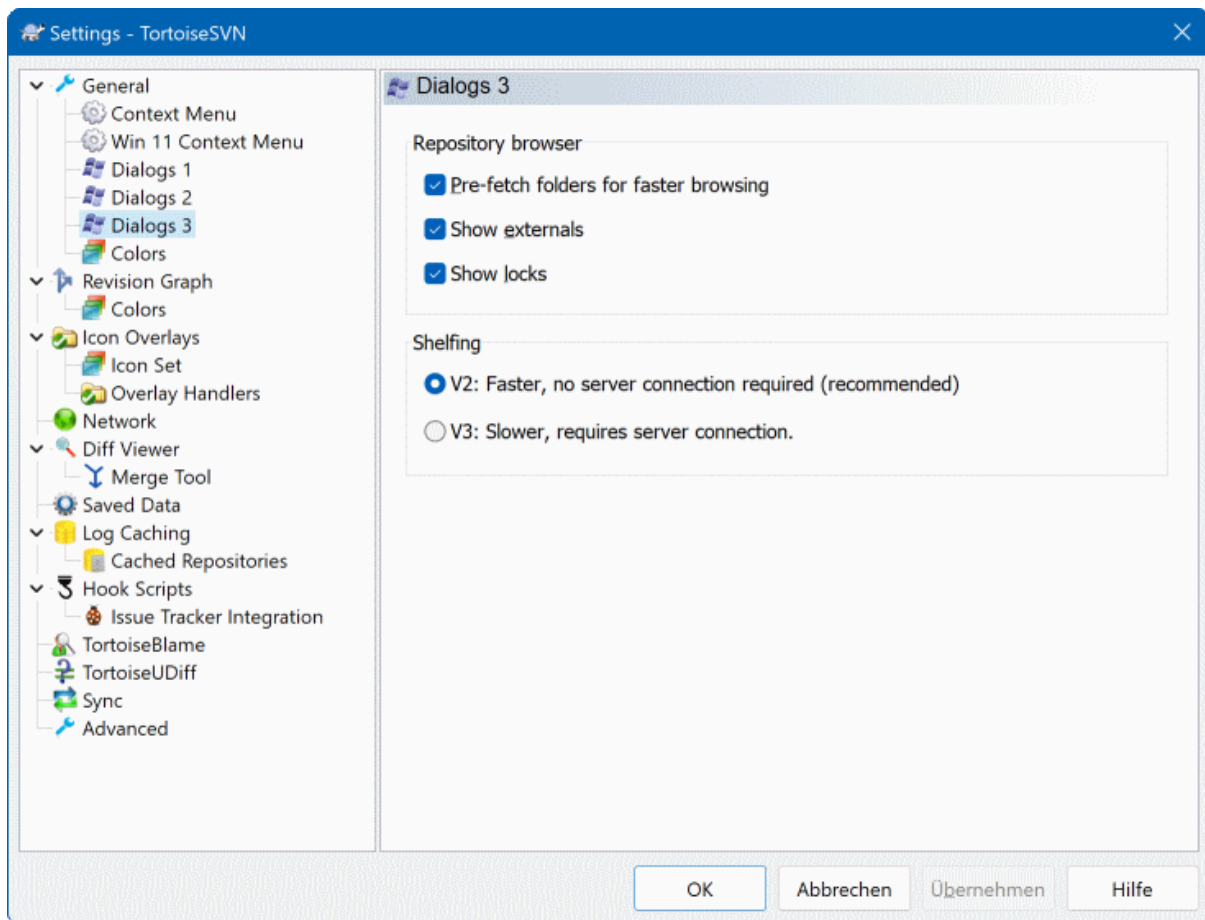 Settings - TortoiseSVN
General
Context Menu
Win 11 Context Menu
Dialogs 1
Dialogs 2
Dialogs 3
Colors
Revision Graph
Colors
Icon Overlays
Icon Set
Overlay Handlers
Network
Diff Viewer
Merge Tool
Saved Data
Log Caching
Cached Repositories
Hook Scripts
Issue Tracker Integration
TortoiseBlame
TortoiseUDiff
Sync
Advanced
Dialogs 3
Repository browser
Pre-fetch folders for faster browsing
Show externals
Show locks
Shelfing
V2: Faster, no server connection required (recommended)
V3: Slower, requires server connection.
OK Abbrechen Übernehmen Hilfe